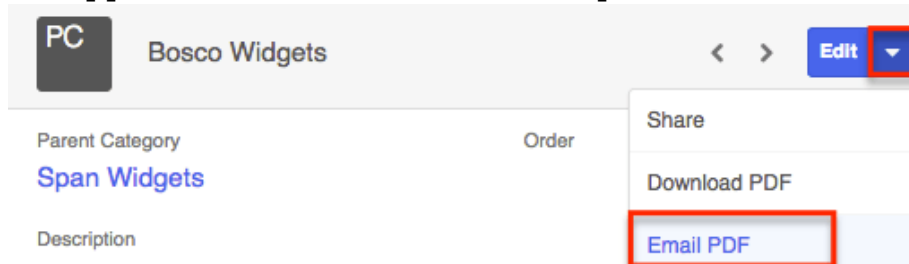 PC
Bosco Widgets
< > Edit
Parent Category
Order
Span Widgets
Description
Share
Download PDF
Email PDF